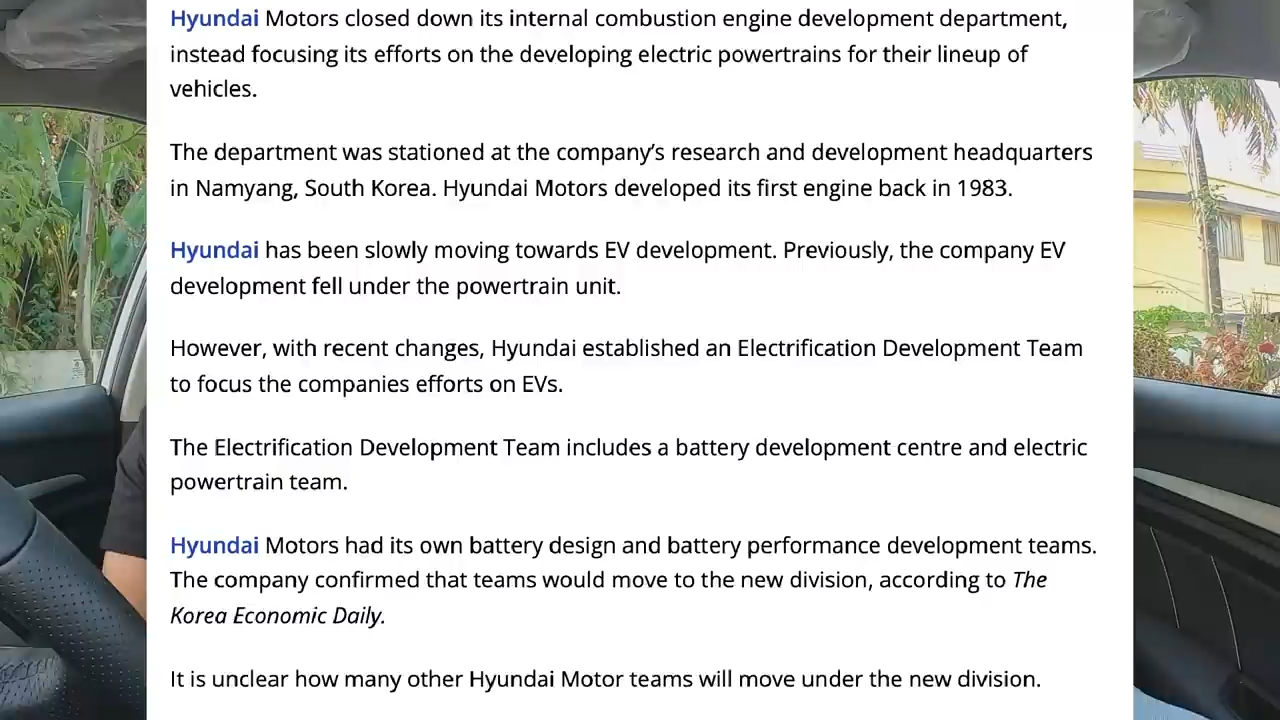 Hyundai Motors closed down its internal combustion engine development department,
instead focusing its efforts on the developing electric powertrains for their lineup of
vehicles.
The department was stationed at the company's research and development headquarters
in Namyang, South Korea. Hyundai Motors developed its first engine back in 1983.
Hyundai has been slowly moving towards EV development. Previously, the company EV
development fell under the powertrain unit.
However, with recent changes, Hyundai established an Electrification Development Team
to focus the companies efforts on EVs.
The Electrification Development Team includes a battery development centre and electric
powertrain team.
Hyundai Motors had its own battery design and battery performance development teams.
The company confirmed that teams would move to the new division, according to The
Korea Economic Daily.
It is unclear how many other Hyundai Motor teams will move under the new division.